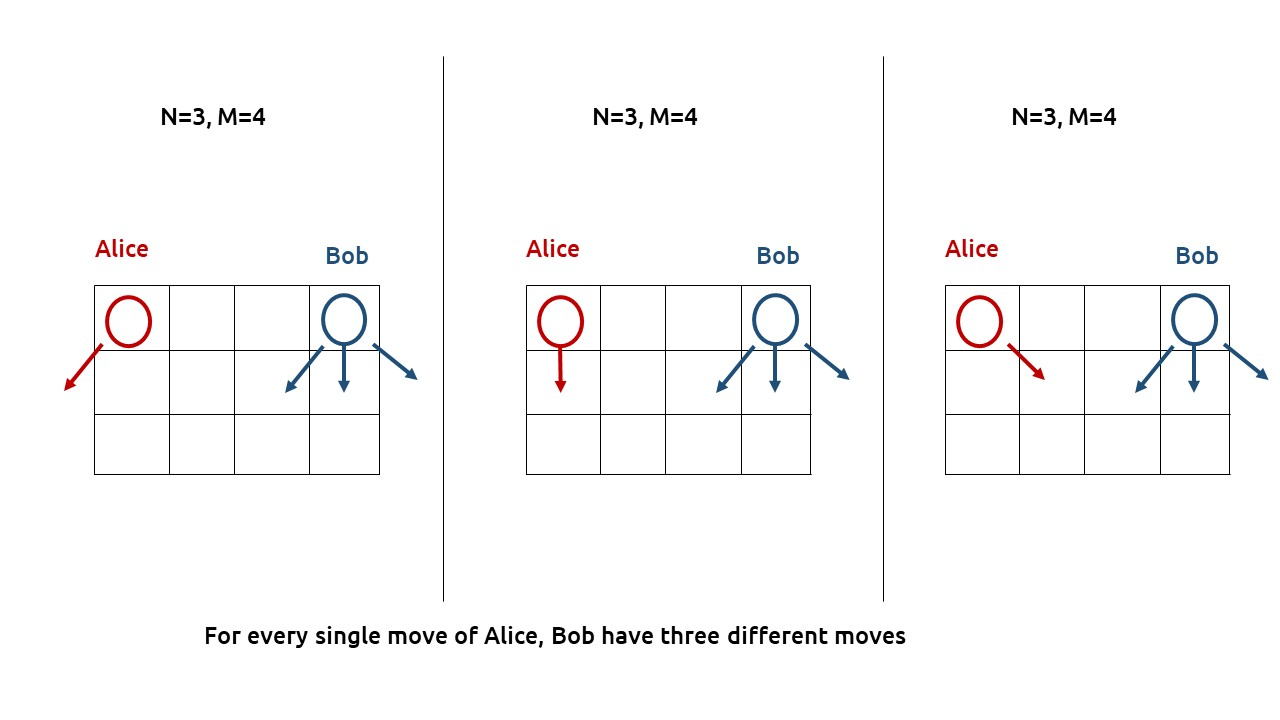 N=3, M=4
N=3, M=4
N=3, M=4
Alice
Bob
Alice
Bob
Alice
Bob
For every single move of Alice, Bob have three different moves